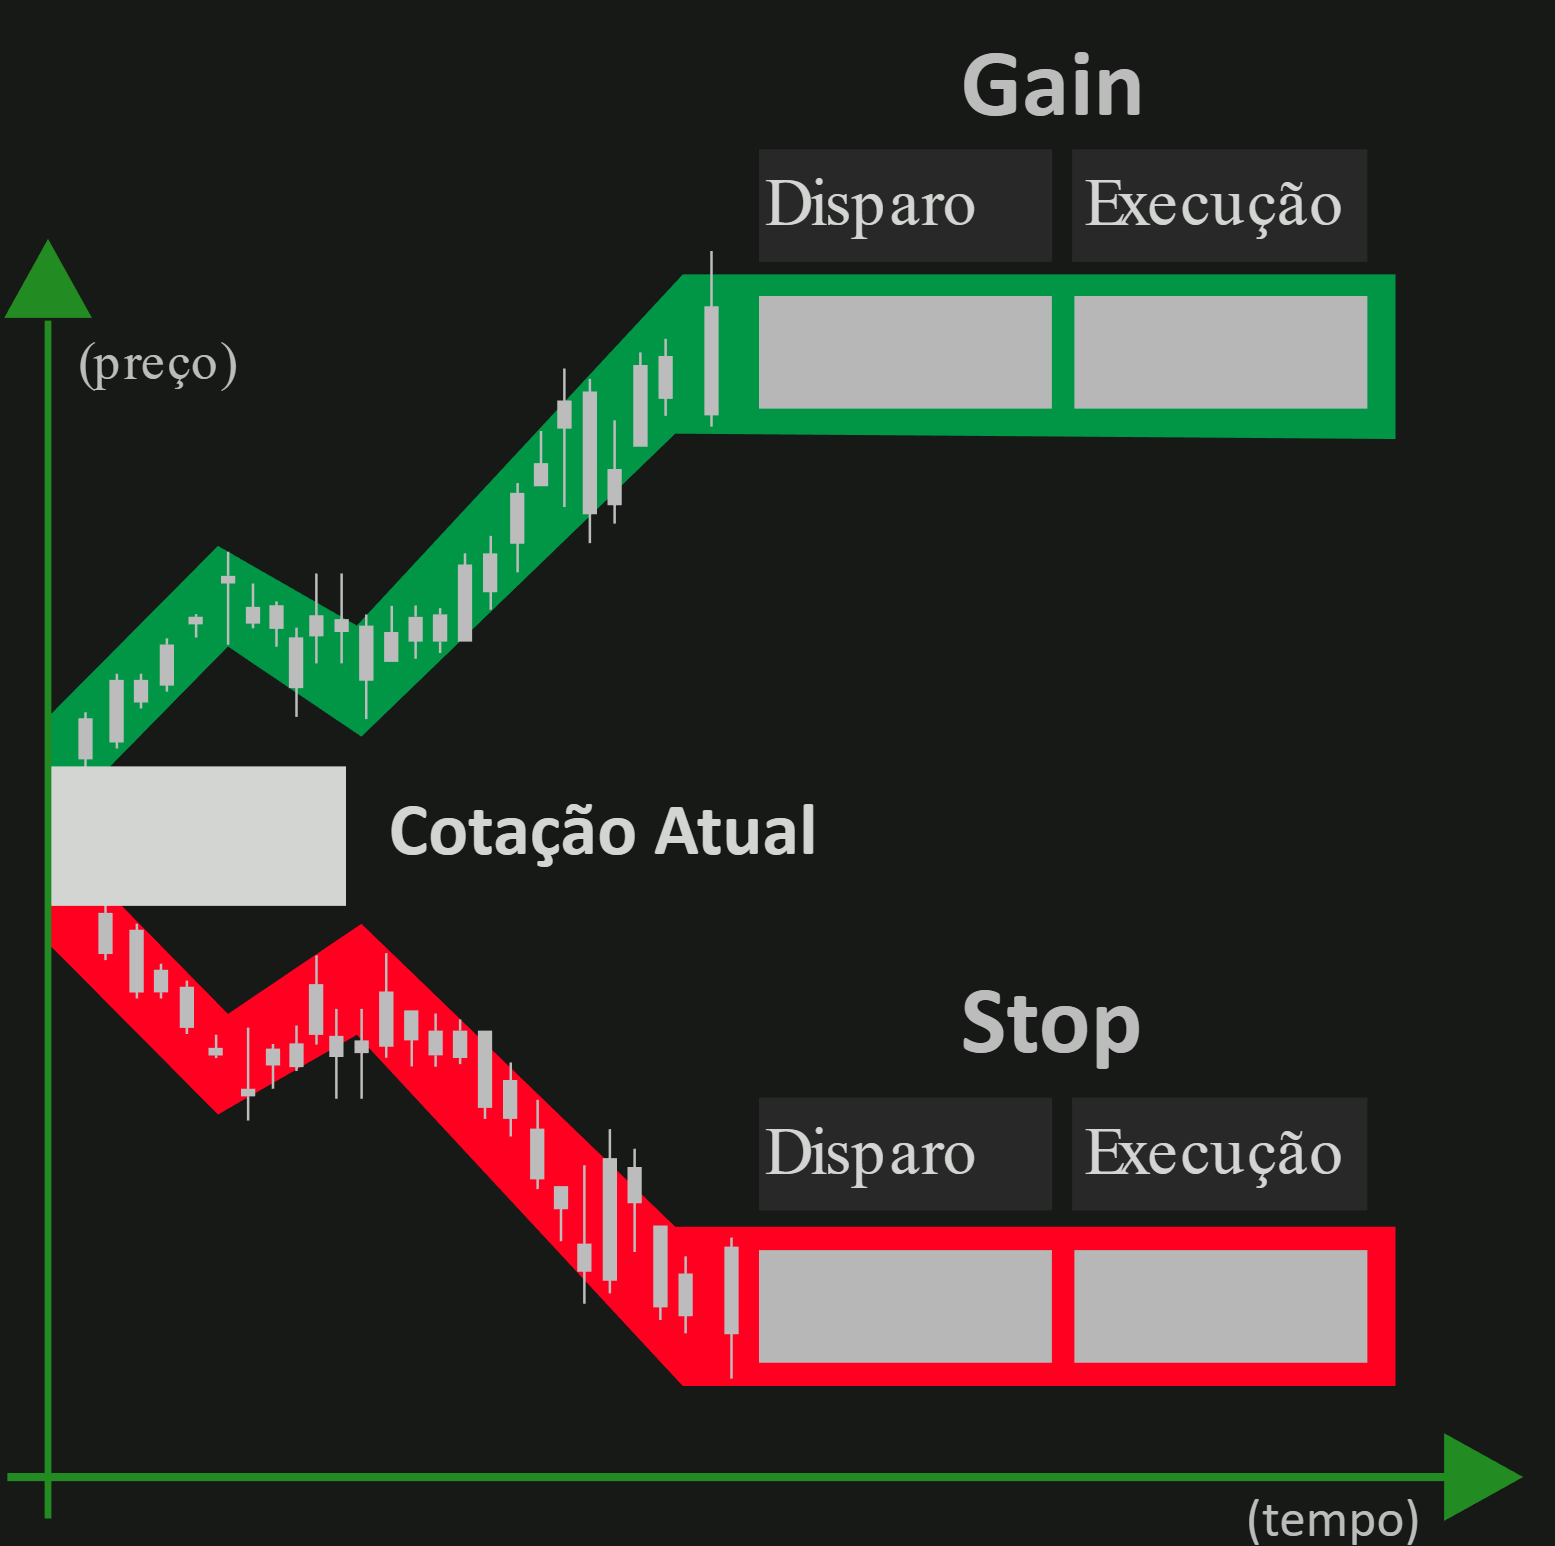 Gain
Disparo
Execução
(preço)
Cotação Atual
Stop
Disparo
Execução
(tempo)